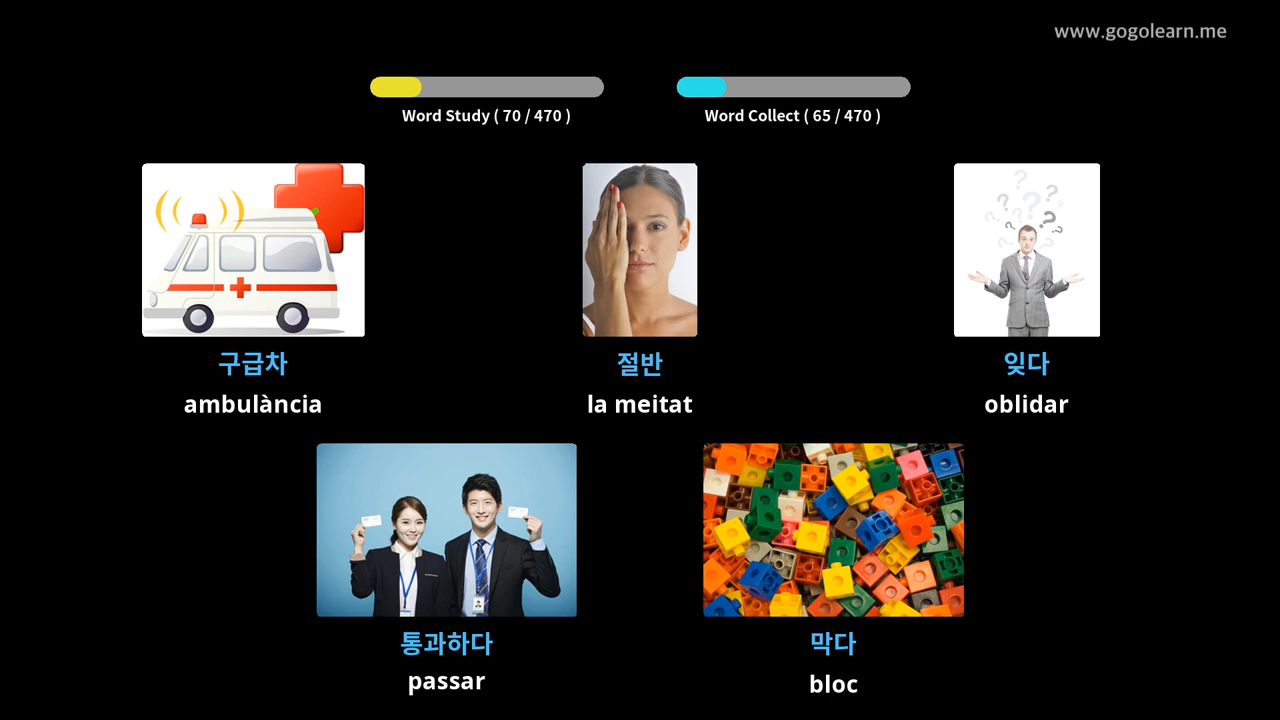 www.gogolearn.me
Word Study ( 70 / 470 )
Word Collect ( 65 / 470 )
구급차
ambulància
절반
la meitat
잊다
oblidar
통과하다
passar
막다
bloc